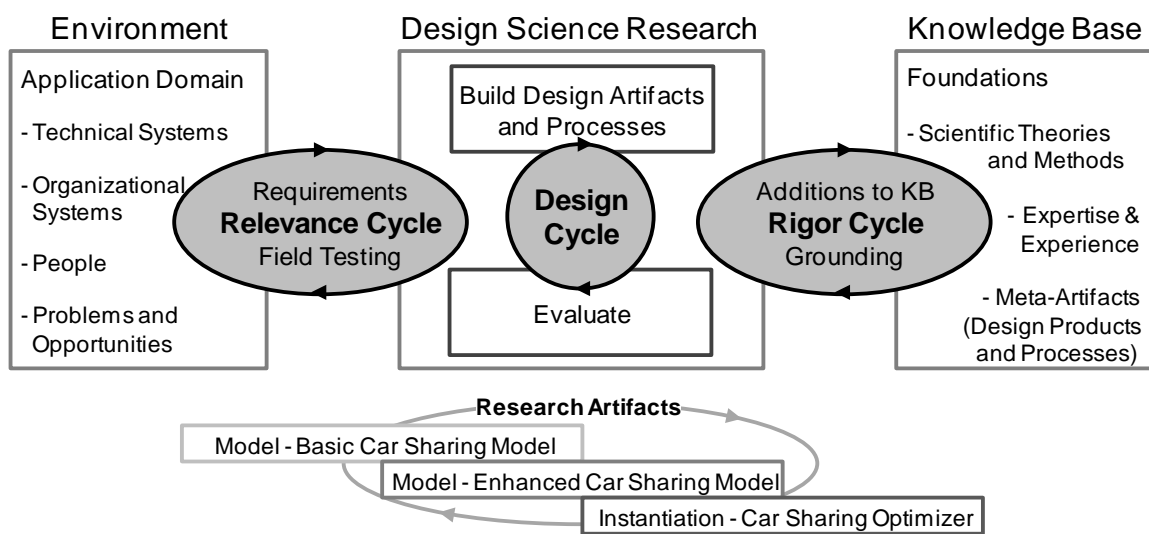 Environment
Design Science Research
Knowledge Base
Application Domain
- Technical Systems
- Organizational
Systems
- People
- Problems and
Opportunities
Requirements
Relevance Cycle
Field Testing
Build Design Artifacts
and Processes
Design
Cycle
Evaluate
Additions to KB
Rigor Cycle
Grounding
Foundations
- Scientific Theories
and Methods
- Expertise &
Experience
- Meta-Artifacts
(Design Products
and Processes)
Research Artifacts
Model - Basic Car Sharing Model
Model - Enhanced Car Sharing Model
Instantiation - Car Sharing Optimizer